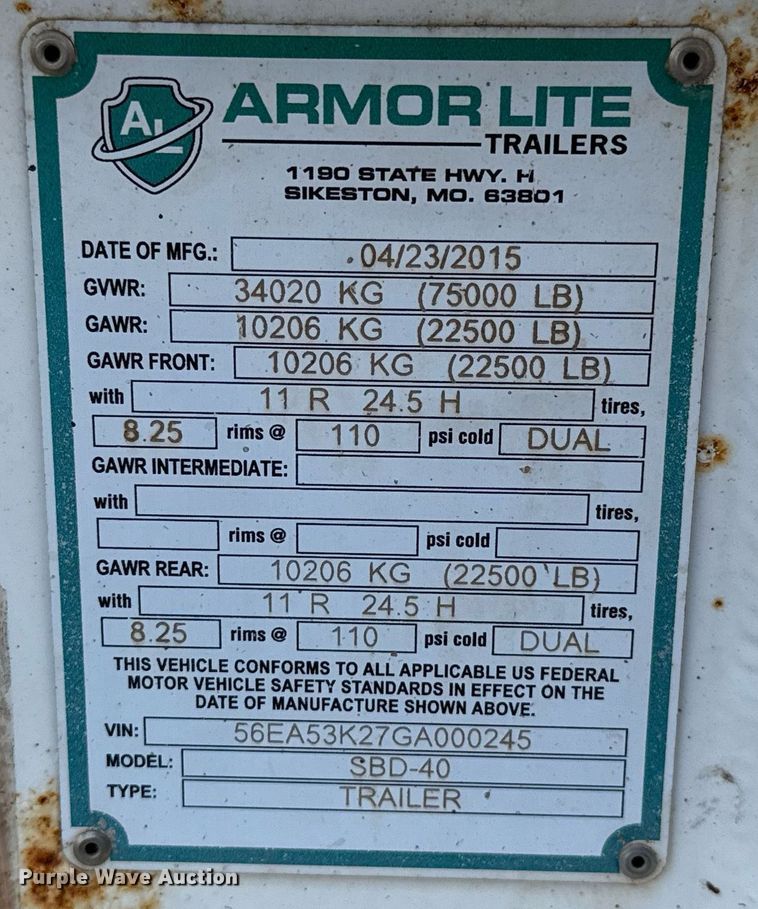 AL
ARMOR LITE
TRAILERS
1190 STATE HWY. H
SIKESTON, MO. 63801
DATE OF MFG.: 04/23/2015
GVWR: 34020 KG (75000 LB)
GAWR: 10206 KG (22500 LB)
GAWR FRONT: 10206 KG (22500 LB)
with 11 R 24.5 H tires,
8.25 rims @ 110 psi cold DUAL
GAWR INTERMEDIATE:
with tires,
rims @ psi cold
GAWR REAR: 10206 KG (22500 LB)
with 11 R 24.5 H tires,
8.25 rims @ 110 psi cold DUAL
THIS VEHICLE CONFORMS TO ALL APPLICABLE US FEDERAL
MOTOR VEHICLE SAFETY STANDARDS IN EFFECT ON THE
DATE OF MANUFACTURE SHOWN ABOVE.
VIN: 56EA53K27GA000245
MODEL: SBD-40
TYPE: TRAILER
Purple Wave Auction